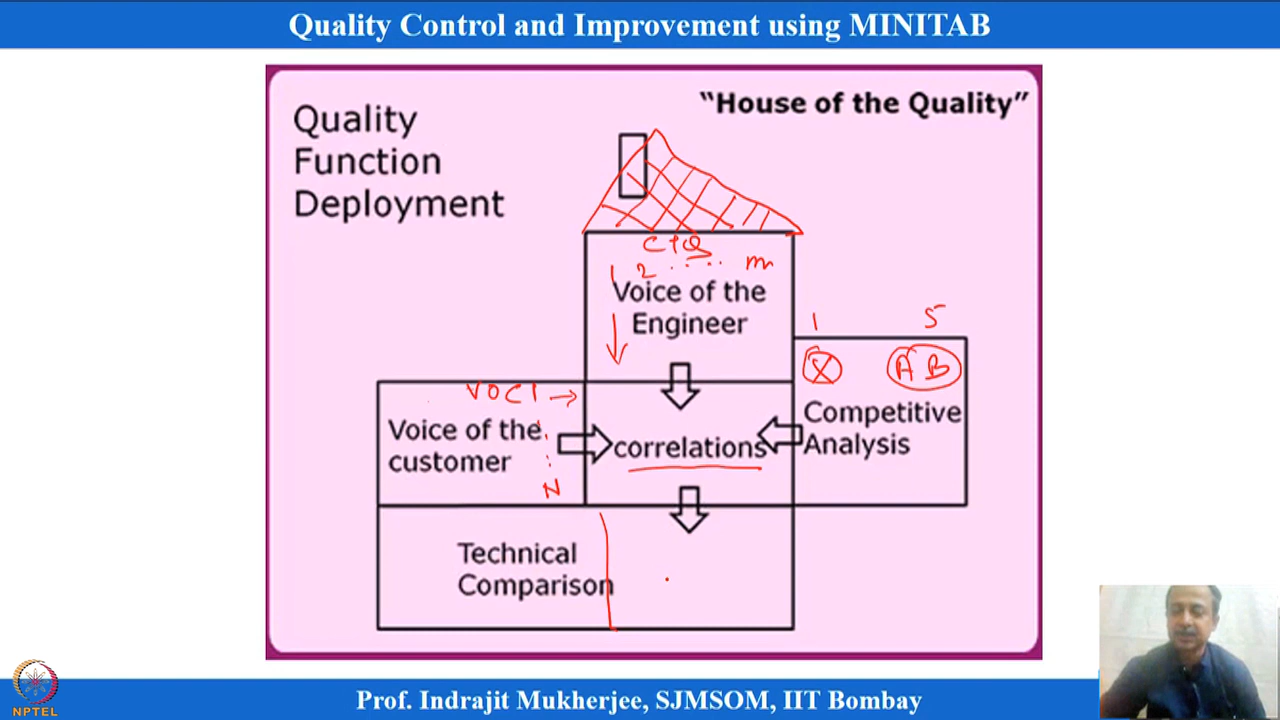 Quality Control and Improvement using MINITAB
Quality
Function
Deployment
"House of the Quality"
CTQ
1 2 . . . . . m
Voice of the
Engineer
1 5
X A B
VOC 1
Voice of the
customer
N
correlations
Competitive
Analysis
Technical
Comparison
NPTEL
Prof. Indrajit Mukherjee, SJMSOM, IIT Bombay